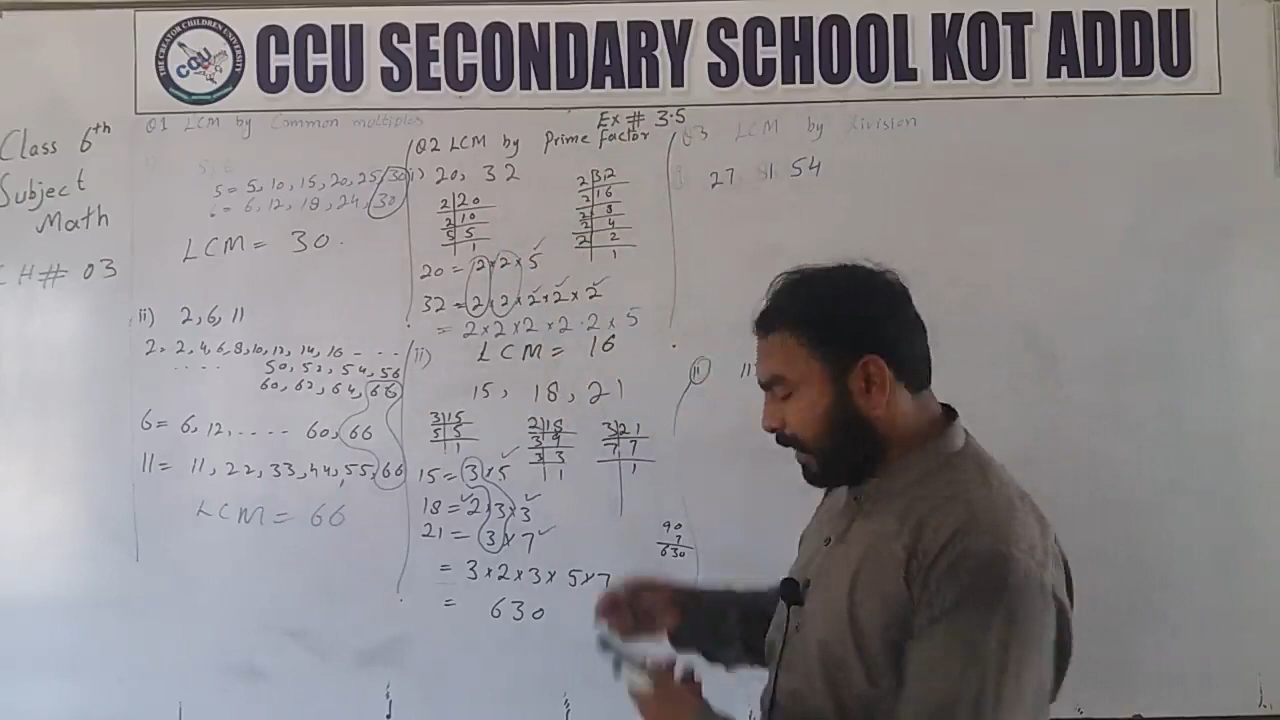 THE CREATOR CHILDREN UNIVERSITY
CCU
CCU SECONDARY SCHOOL KOT ADDU
Class 6th
Subject
Math
CH# 03
Ex # 3.5
Q1 LCM by Common multiples
5, 6
5 = 5, 10, 15, 20, 25, 30
6 = 6, 12, 18, 24, 30
LCM = 30.
ii) 2, 6, 11
2= 2, 4, 6, 8, 10, 12, 14, 16 - - -
.... 50, 52, 54, 56
60, 62, 64, 66
6 = 6, 12, .... 60, 66
11 = 11, 22, 33, 44, 55, 66
LCM = 66
Q2 LCM by Prime Factor
i) 20, 32
2 | 20
2 | 10
5 | 5
1
2 | 32
2 | 16
2 | 8
2 | 4
2 | 2
1
20 = 2 × 2 × 5
32 = 2 × 2 × 2 × 2 × 2
= 2 × 2 × 2 × 2 · 2 × 5
LCM = 16
ii)
15, 18, 21
3 | 15
5 | 5
1
2 | 18
3 | 9
3 | 3
1
3 | 21
7 | 7
1
15 = 3 × 5
18 = 2 × 3 × 3
21 = 3 × 7
= 3 × 2 × 3 × 5 × 7
= 630
90
7
630
Q3 LCM by division
i) 27 81 54
ii